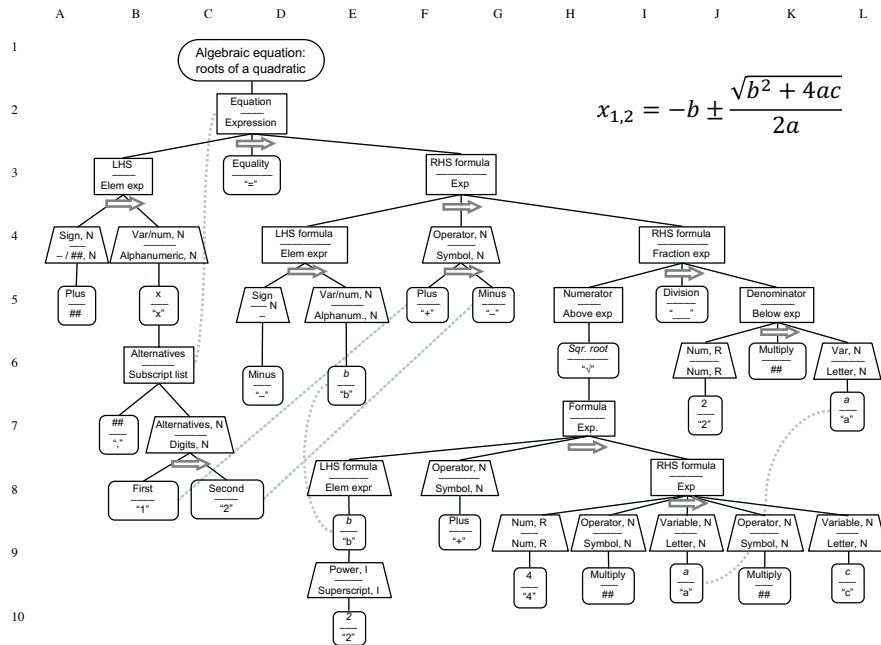 A B C D E F G H I J K L
1
Algebraic equation:
roots of a quadratic
x₁,₂ = −b ± √(b² + 4ac) / 2a
2
Equation
Expression
3
LHS
Elem exp
Equality
"="
RHS formula
Exp
4
Sign, N
– / ##, N
Var/num, N
Alphanumeric, N
LHS formula
Elem expr
Operator, N
Symbol, N
RHS formula
Fraction exp
5
Plus
##
x
"x"
Sign
N
–
Var/num, N
Alphanum., N
Plus
"+"
Minus
"–"
Numerator
Above exp
Division
"___"
Denominator
Below exp
6
Alternatives
Subscript list
Minus
"–"
b
"b"
Sqr. root
"√"
Num, R
Num, R
Multiply
##
Var, N
Letter, N
7
##
","
Alternatives, N
Digits, N
Formula
Exp.
2
"2"
a
"a"
8
First
"1"
Second
"2"
LHS formula
Elem expr
Operator, N
Symbol, N
RHS formula
Exp
9
b
"b"
Plus
"+"
Num, R
Num, R
Operator, N
Symbol, N
Variable, N
Letter, N
Operator, N
Symbol, N
Variable, N
Letter, N
Power, I
Superscript, I
4
"4"
Multiply
##
a
"a"
Multiply
##
c
"c"
10
2
"2"